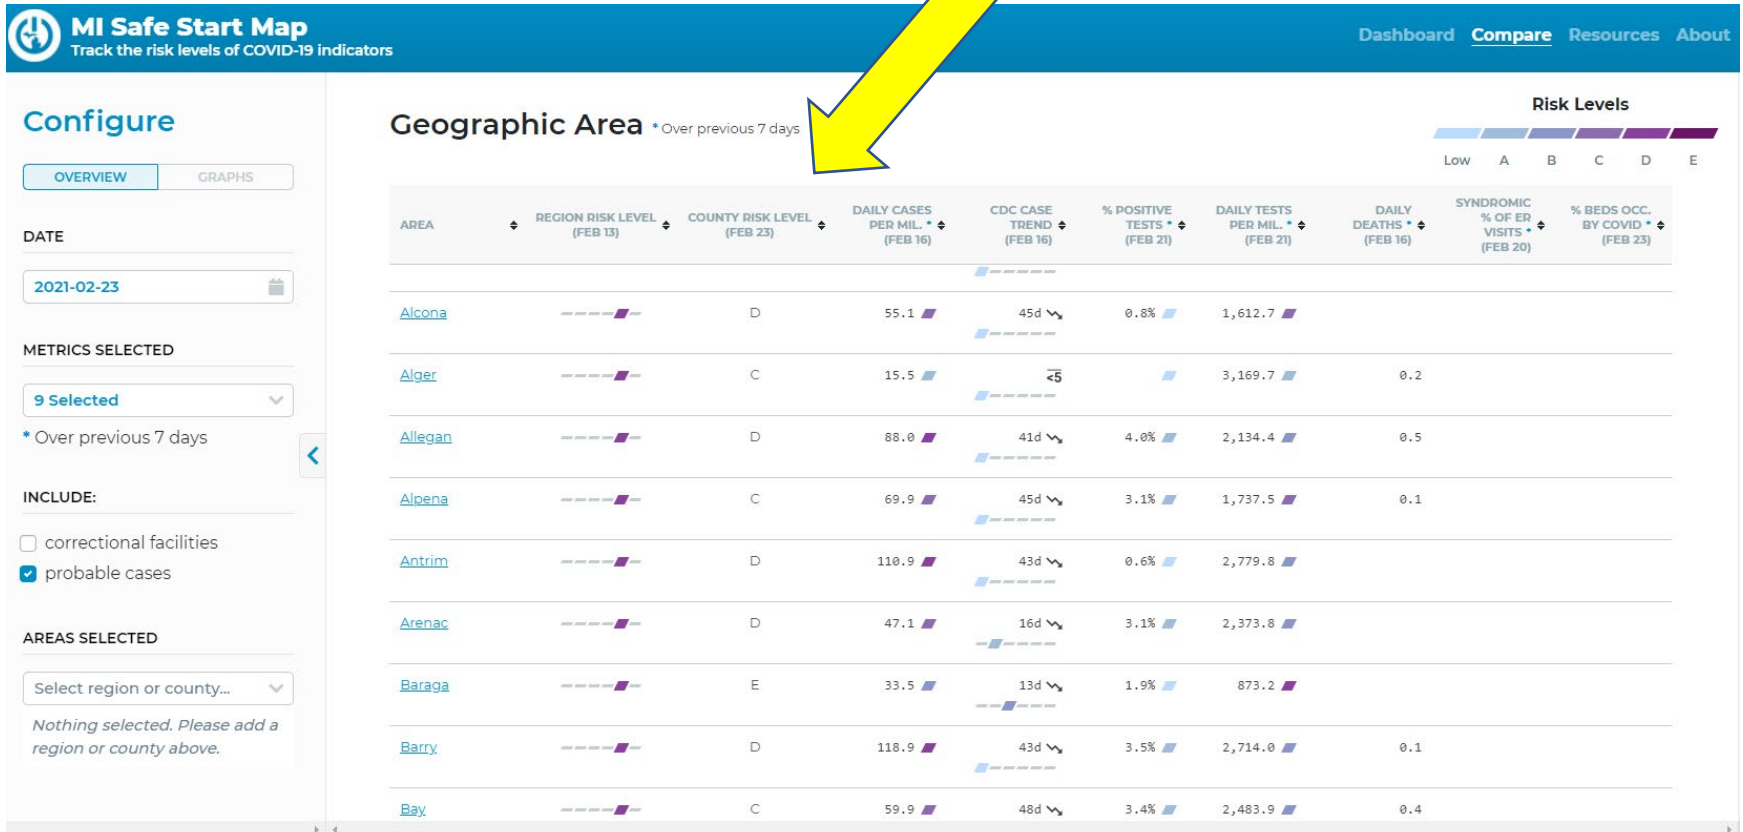 MI Safe Start Map
Track the risk levels of COVID-19 indicators
Dashboard Compare Resources About
Configure
OVERVIEW GRAPHS
DATE
2021-02-23
METRICS SELECTED
9 Selected
* Over previous 7 days
INCLUDE:
correctional facilities
probable cases
AREAS SELECTED
Select region or county...
Nothing selected. Please add a
region or county above.
Geographic Area * Over previous 7 days
Risk Levels
Low A B C D E
AREA
REGION RISK LEVEL
(FEB 13)
COUNTY RISK LEVEL
(FEB 23)
DAILY CASES
PER MIL. *
(FEB 16)
CDC CASE
TREND
(FEB 16)
% POSITIVE
TESTS *
(FEB 21)
DAILY TESTS
PER MIL. *
(FEB 21)
DAILY
DEATHS *
(FEB 16)
SYNDROMIC
% OF ER
VISITS *
(FEB 20)
% BEDS OCC.
BY COVID *
(FEB 23)
Alcona D 55.1 45d 0.8% 1,612.7
Alger C 15.5 <5 3,169.7 0.2
Allegan D 88.0 41d 4.0% 2,134.4 0.5
Alpena C 69.9 45d 3.1% 1,737.5 0.1
Antrim D 110.9 43d 0.6% 2,779.8
Arenac D 47.1 16d 3.1% 2,373.8
Baraga E 33.5 13d 1.9% 873.2
Barry D 118.9 43d 3.5% 2,714.0 0.1
Bay C 59.9 48d 3.4% 2,483.9 0.4